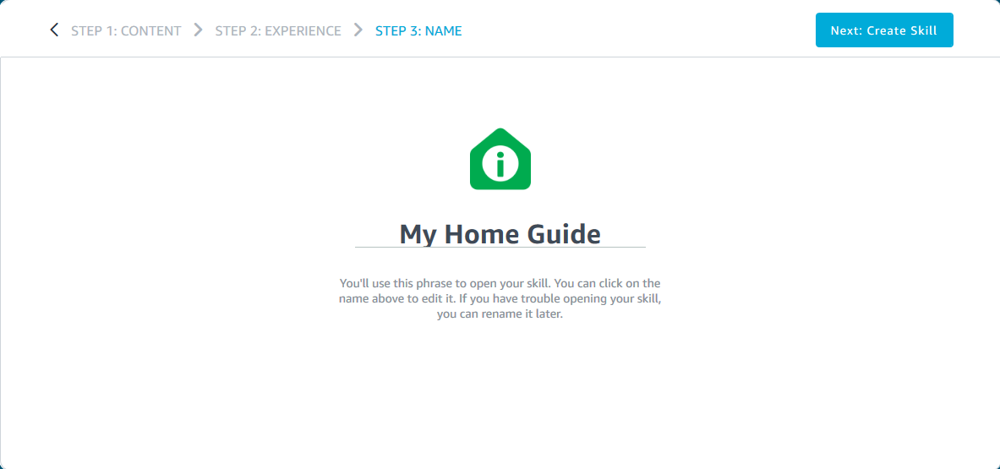 STEP 1: CONTENT STEP 2: EXPERIENCE STEP 3: NAME Next: Create Skill
My Home Guide
You'll use this phrase to open your skill. You can click on the
name above to edit it. If you have trouble opening your skill,
you can rename it later.